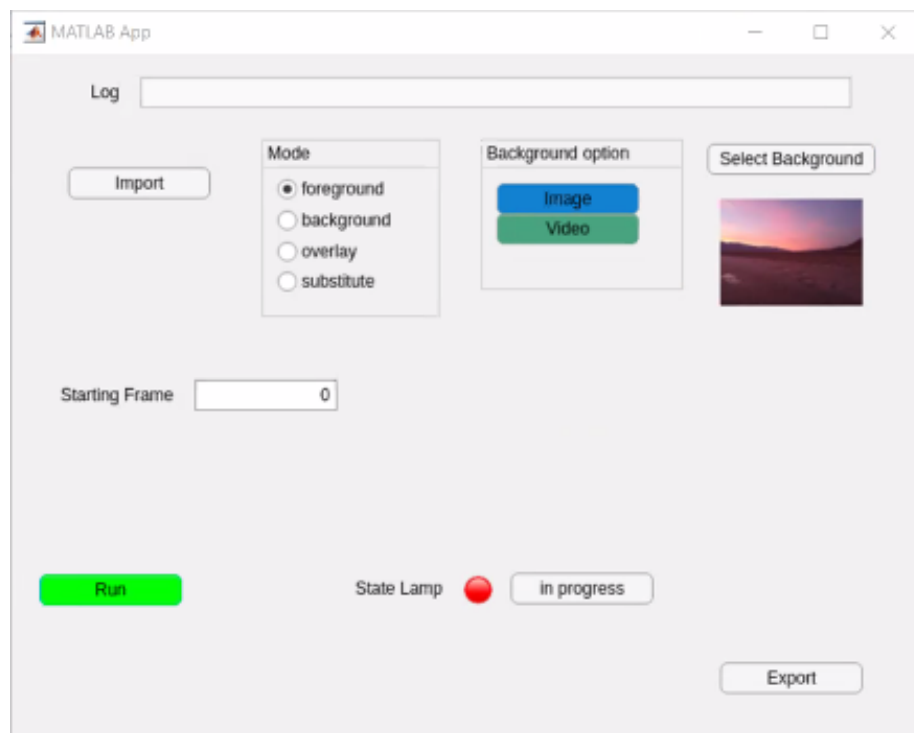 MATLAB App
Log
Import
Mode
foreground
background
overlay
substitute
Background option
Image
Video
Select Background
Starting Frame 0
Run
State Lamp in progress
Export